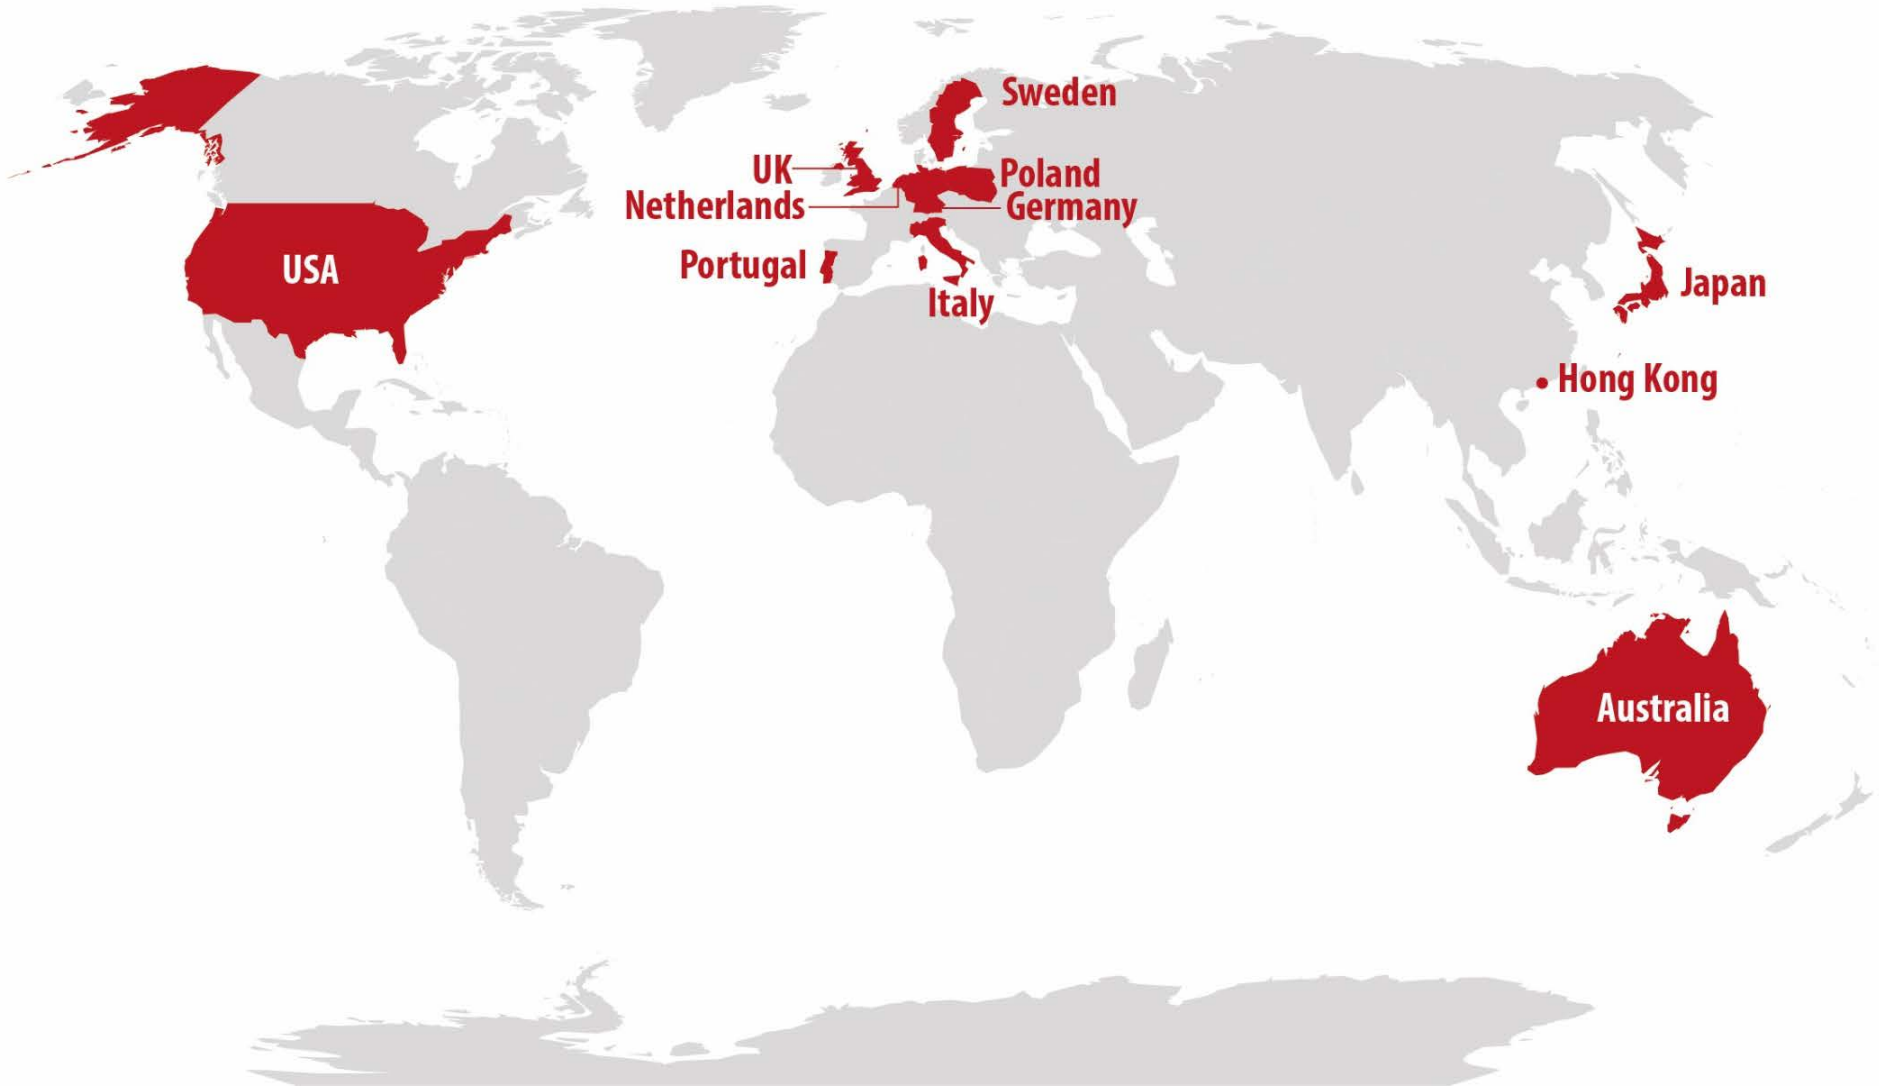 Sweden
UK
Poland
Netherlands
Germany
Portugal
USA
Italy
Japan
Hong Kong
Australia